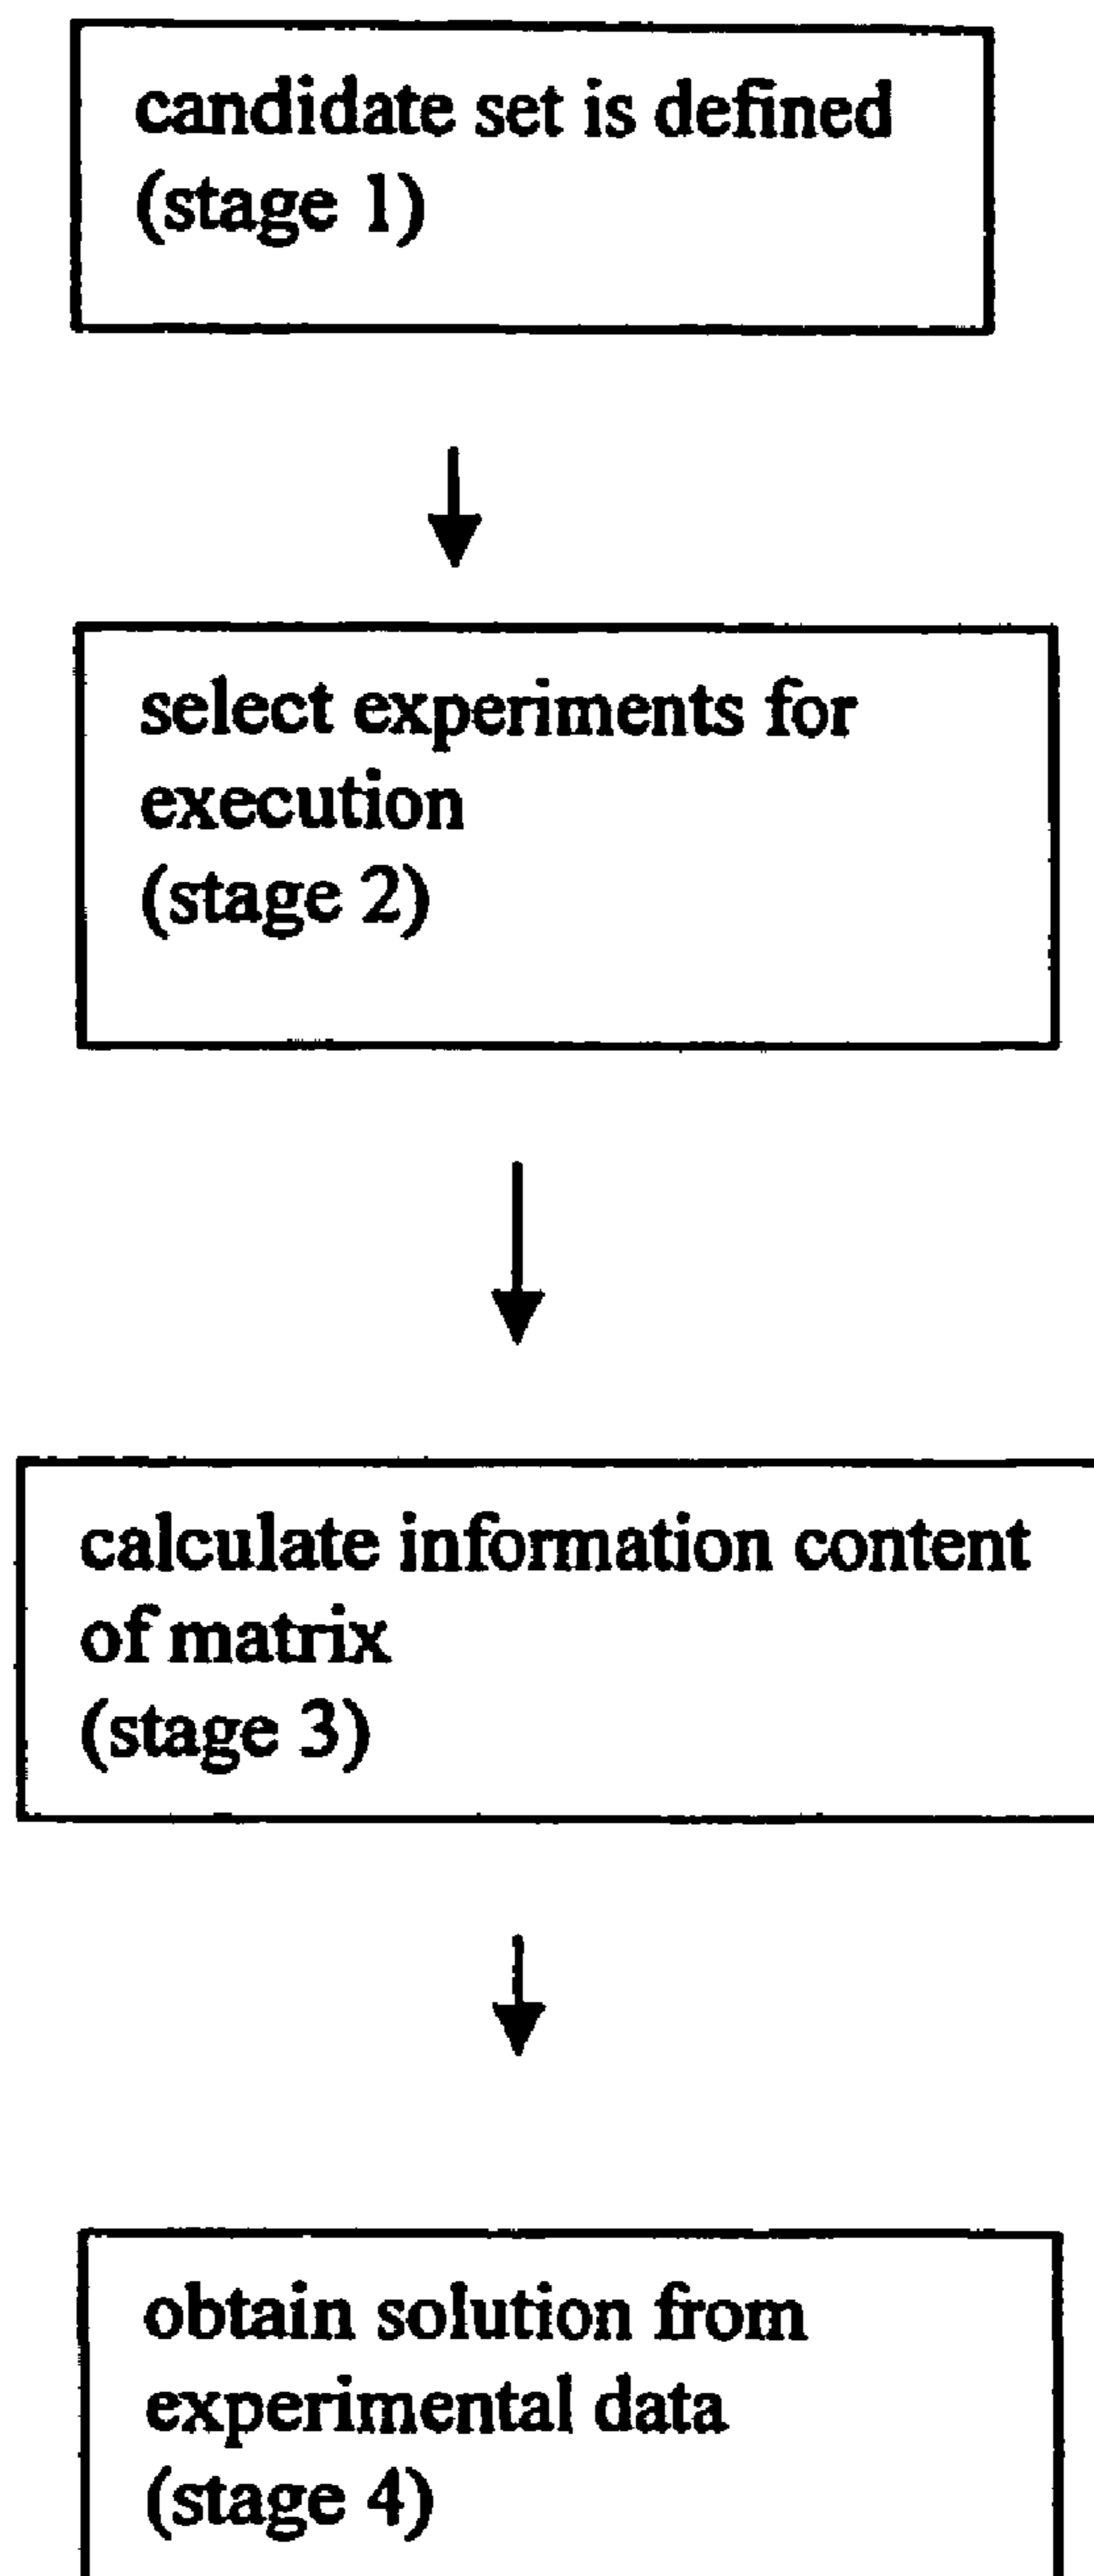 candidate set is defined
(stage 1)
select experiments for
execution
(stage 2)
calculate information content
of matrix
(stage 3)
obtain solution from
experimental data
(stage 4)